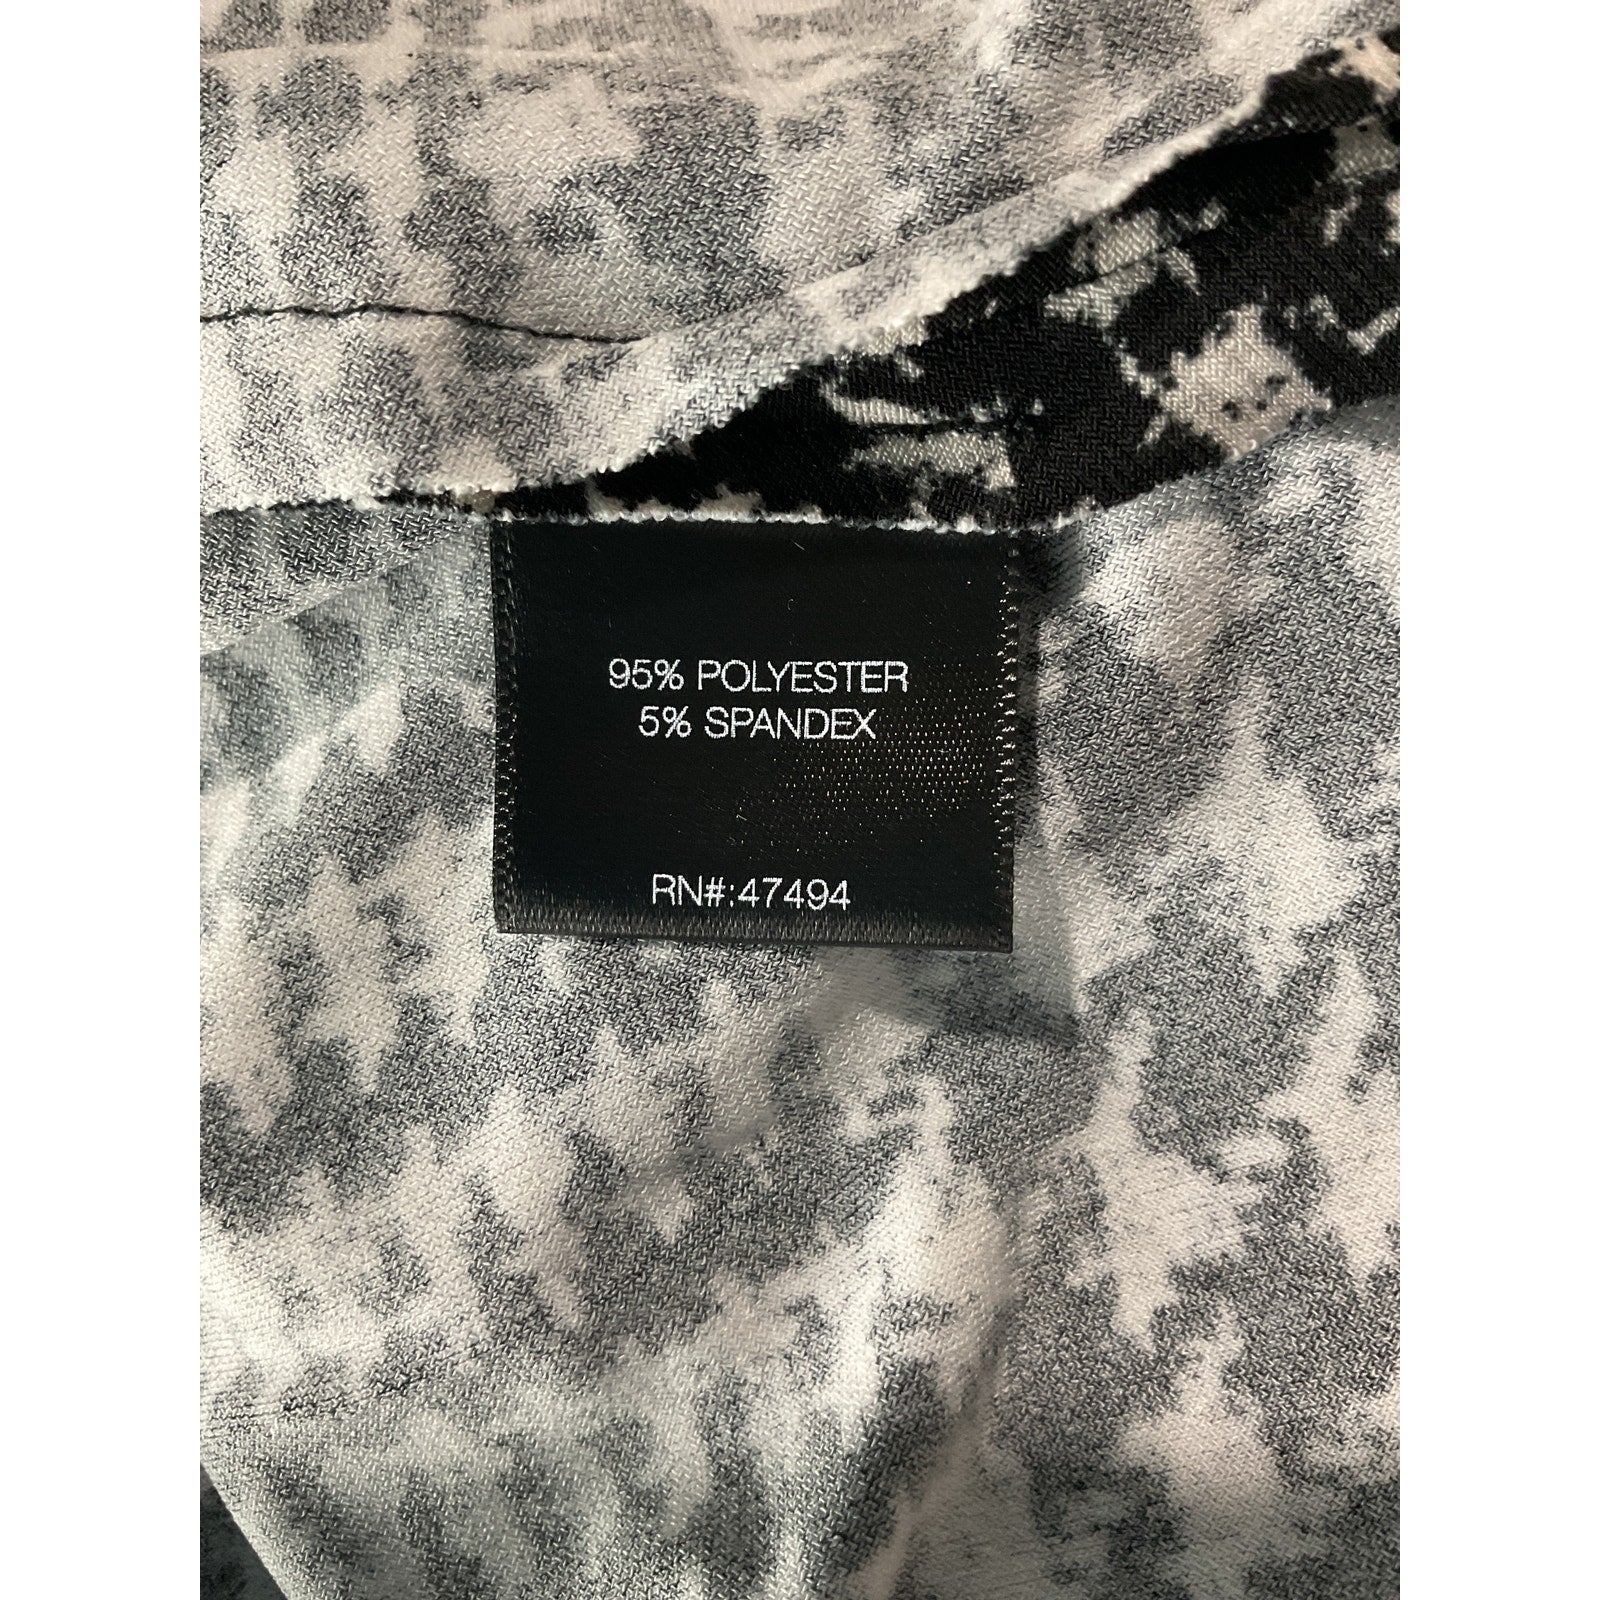 95% POLYESTER
5% SPANDEX
RN#:47494